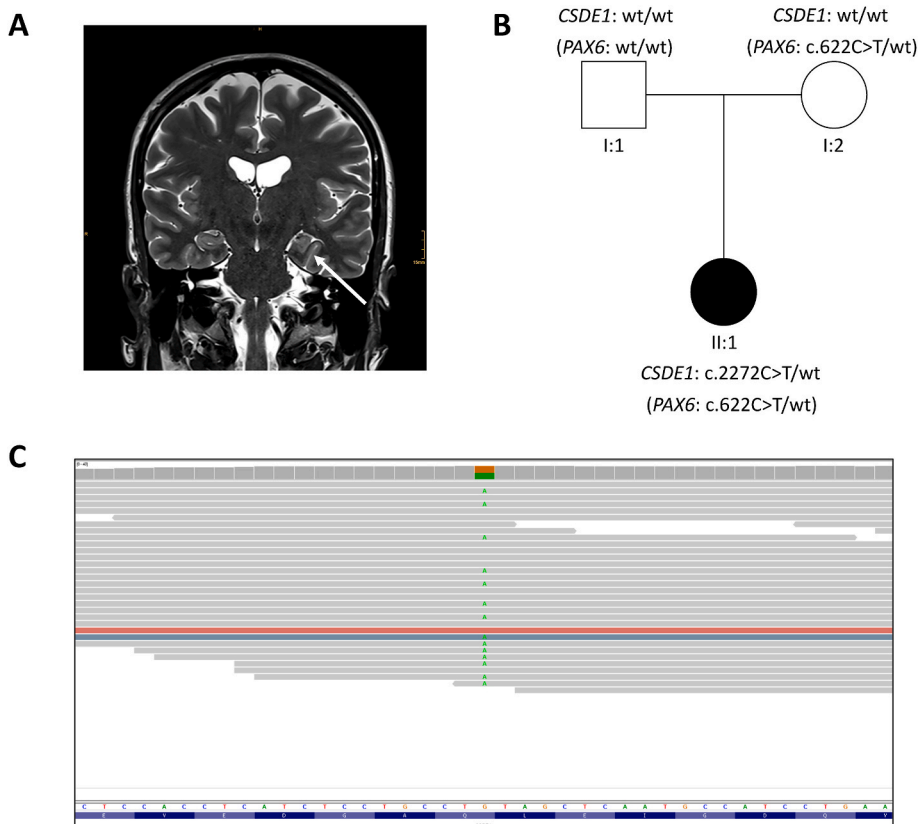 A
B
CSDE1: wt/wt
(PAX6: wt/wt)
CSDE1: wt/wt
(PAX6: c.622C>T/wt)
I:1
I:2
II:1
CSDE1: c.2272C>T/wt
(PAX6: c.622C>T/wt)
C
A
A
A
A
A
A
A
A
A
A
A
A
A
C T C C A C C T C A T C T C C T G C C T G T A G C T C A A T G C C A T C C T G A A
E V E D G A Q L E I G D Q Y